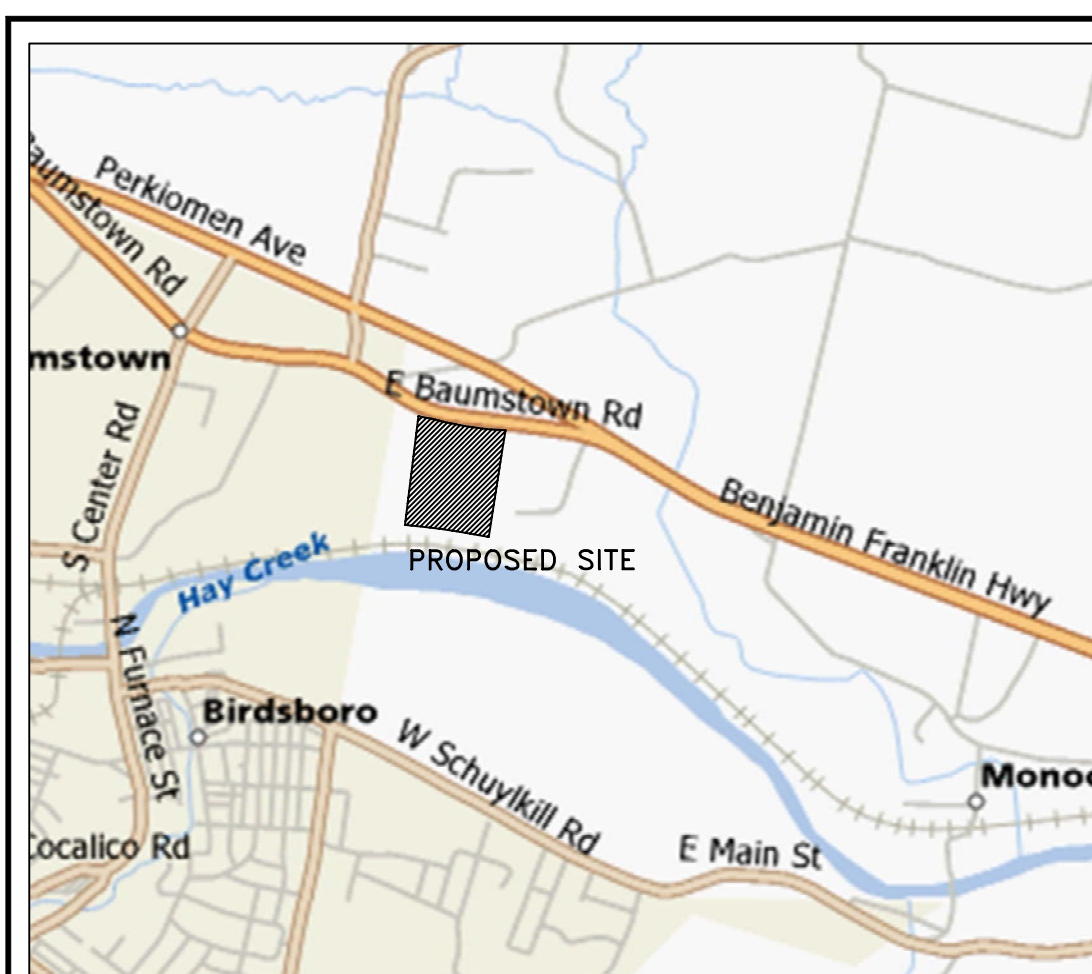 Baumstown Rd
Perkiomen Ave
mstown
E Baumstown Rd
S Center Rd
Benjamin Franklin Hwy
PROPOSED SITE
Hay Creek
N Furnace St
Birdsboro
W Schuylkill Rd
Monoc
Cocalico Rd
E Main St